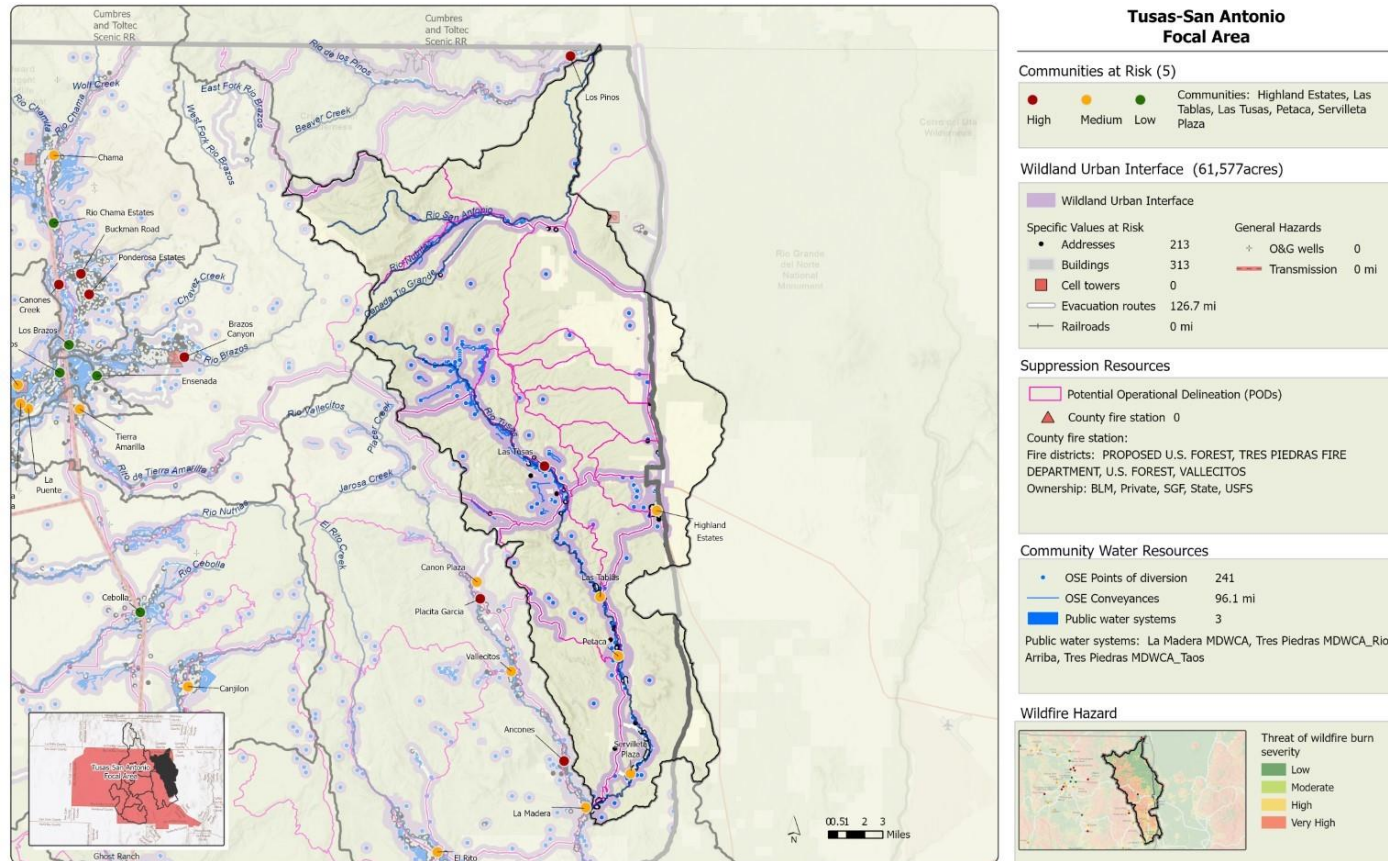 Tusas-San Antonio
Focal Area
Communities at Risk (5)
High
Medium
Low
Communities: Highland Estates, Las
Tablas, Las Tusas, Petaca, Servilleta
Plaza
Wildland Urban Interface (61,577acres)
Wildland Urban Interface
Specific Values at Risk
General Hazards
Addresses 213
O&G wells 0
Buildings 313
Transmission 0 mi
Cell towers 0
Evacuation routes 126.7 mi
Railroads 0 mi
Suppression Resources
Potential Operational Delineation (PODs)
County fire station 0
County fire station:
Fire districts: PROPOSED U.S. FOREST, TRES PIEDRAS FIRE
DEPARTMENT, U.S. FOREST, VALLECITOS
Ownership: BLM, Private, SGF, State, USFS
Community Water Resources
OSE Points of diversion 241
OSE Conveyances 96.1 mi
Public water systems 3
Public water systems: La Madera MDWCA, Tres Piedras MDWCA_Rio
Arriba, Tres Piedras MDWCA_Taos
Wildfire Hazard
Threat of wildfire burn
severity
Low
Moderate
High
Very High
Cumbres
and Toltec
Scenic RR
Cumbres
and Toltec
Scenic RR
Rio de los Pinos
Los Pinos
Wolf Creek
Rio Chamita
Rio Chama
East Fork Rio Brazos
West Fork Rio Brazos
Beaver Creek
Chama
Rio Chama Estates
Buckman Road
Ponderosa Estates
Chavez Creek
Canones
Creek
Los Brazos
Brazos
Canyon
Rio Brazos
Ensenada
Tierra
Amarilla
La
Puente
Rito de Tierra Amarilla
Rio San Antonio
Canada Tio Grande
Rio Grande
del Norte
National
Monument
Rio Vallecitos
Placer Creek
Jarosa Creek
El Rito Creek
Rio Tusas
Las Tusas
Highland
Estates
Rio Nutrias
Rio Cebolla
Cebolla
Canon Plaza
Placita Garcia
Las Tablas
Petaca
Vallecitos
Canjilon
Ancones
Servilleta
Plaza
La Madera
El Rito
Ghost Ranch
Tusas-San Antonio
Focal Area
N
00.51 2 3
Miles